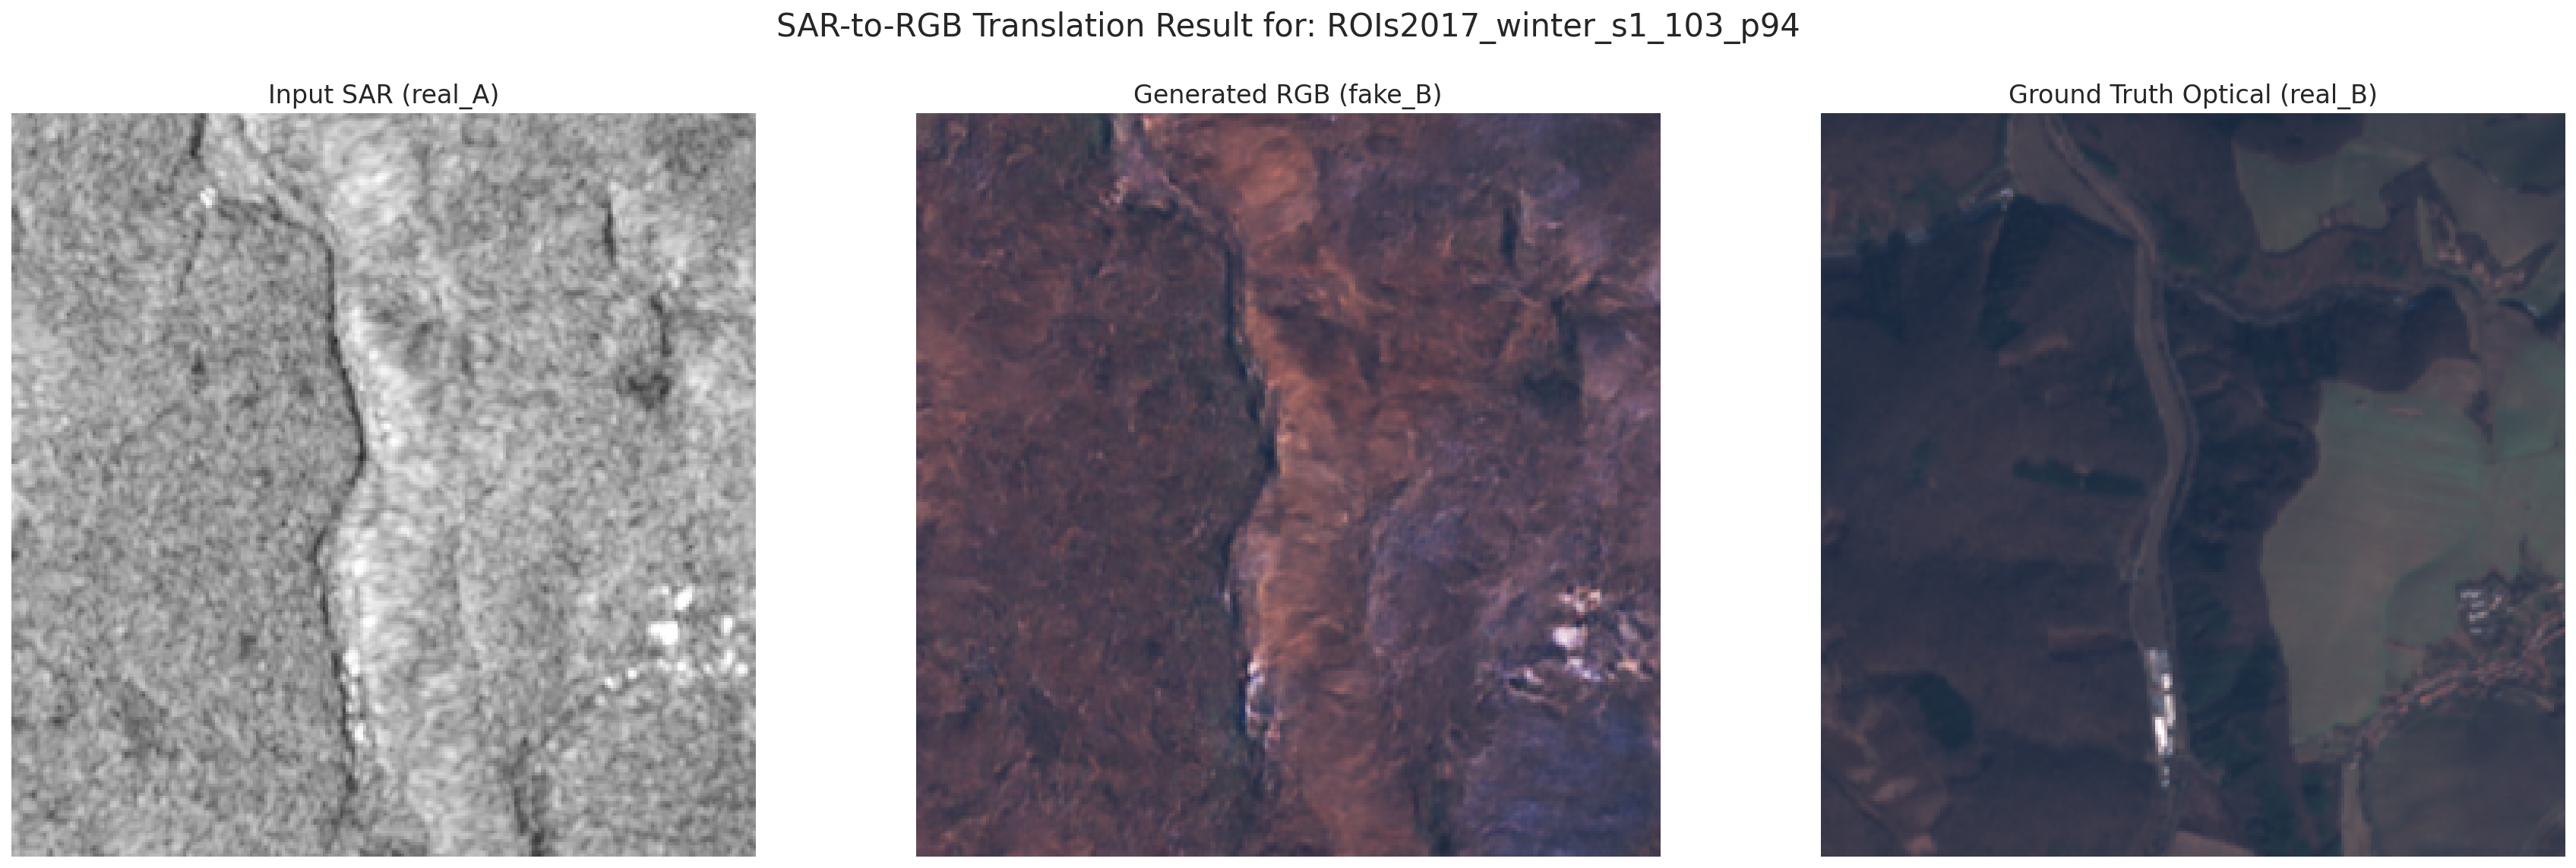 SAR-to-RGB Translation Result for: ROIs2017_winter_s1_103_p94
Input SAR (real_A)
Generated RGB (fake_B)
Ground Truth Optical (real_B)